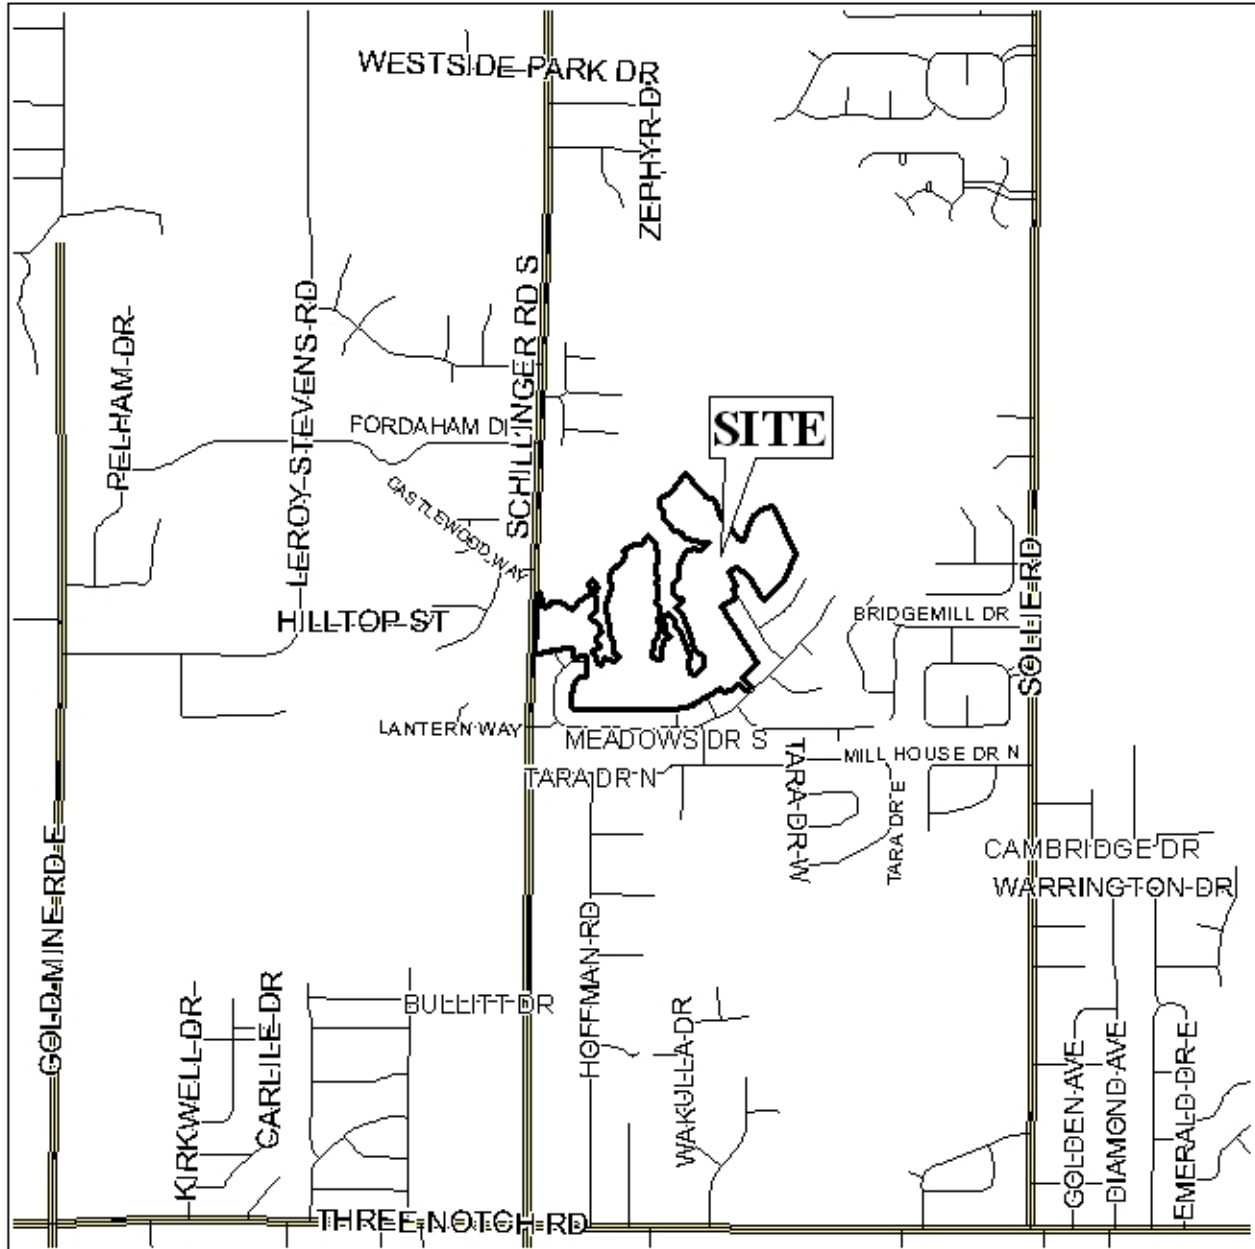 WESTSIDE PARK DR
ZEPHYR DR
SCHILLINGER RD S
LEROY STEVENS RD
PELHAM DR
FORDAHAM DI
SITE
CASTLEWOOD WAY
HILLTOP ST
BRIDGEMILL DR
SOLLIE RD
LANTERN WAY
MEADOWS DR S
TARA DR N
TARA DR W
MILL HOUSE DR N
TARA DR E
CAMBRIDGE DR
WARRINGTON DR
GOLD MINE RD E
HOFFMAN RD
BULLITT DR
KIRKWELL DR
CARLILE DR
WAKULLA DR
GOLDEN AVE
DIAMOND AVE
EMERALD DR E
THREE NOTCH RD